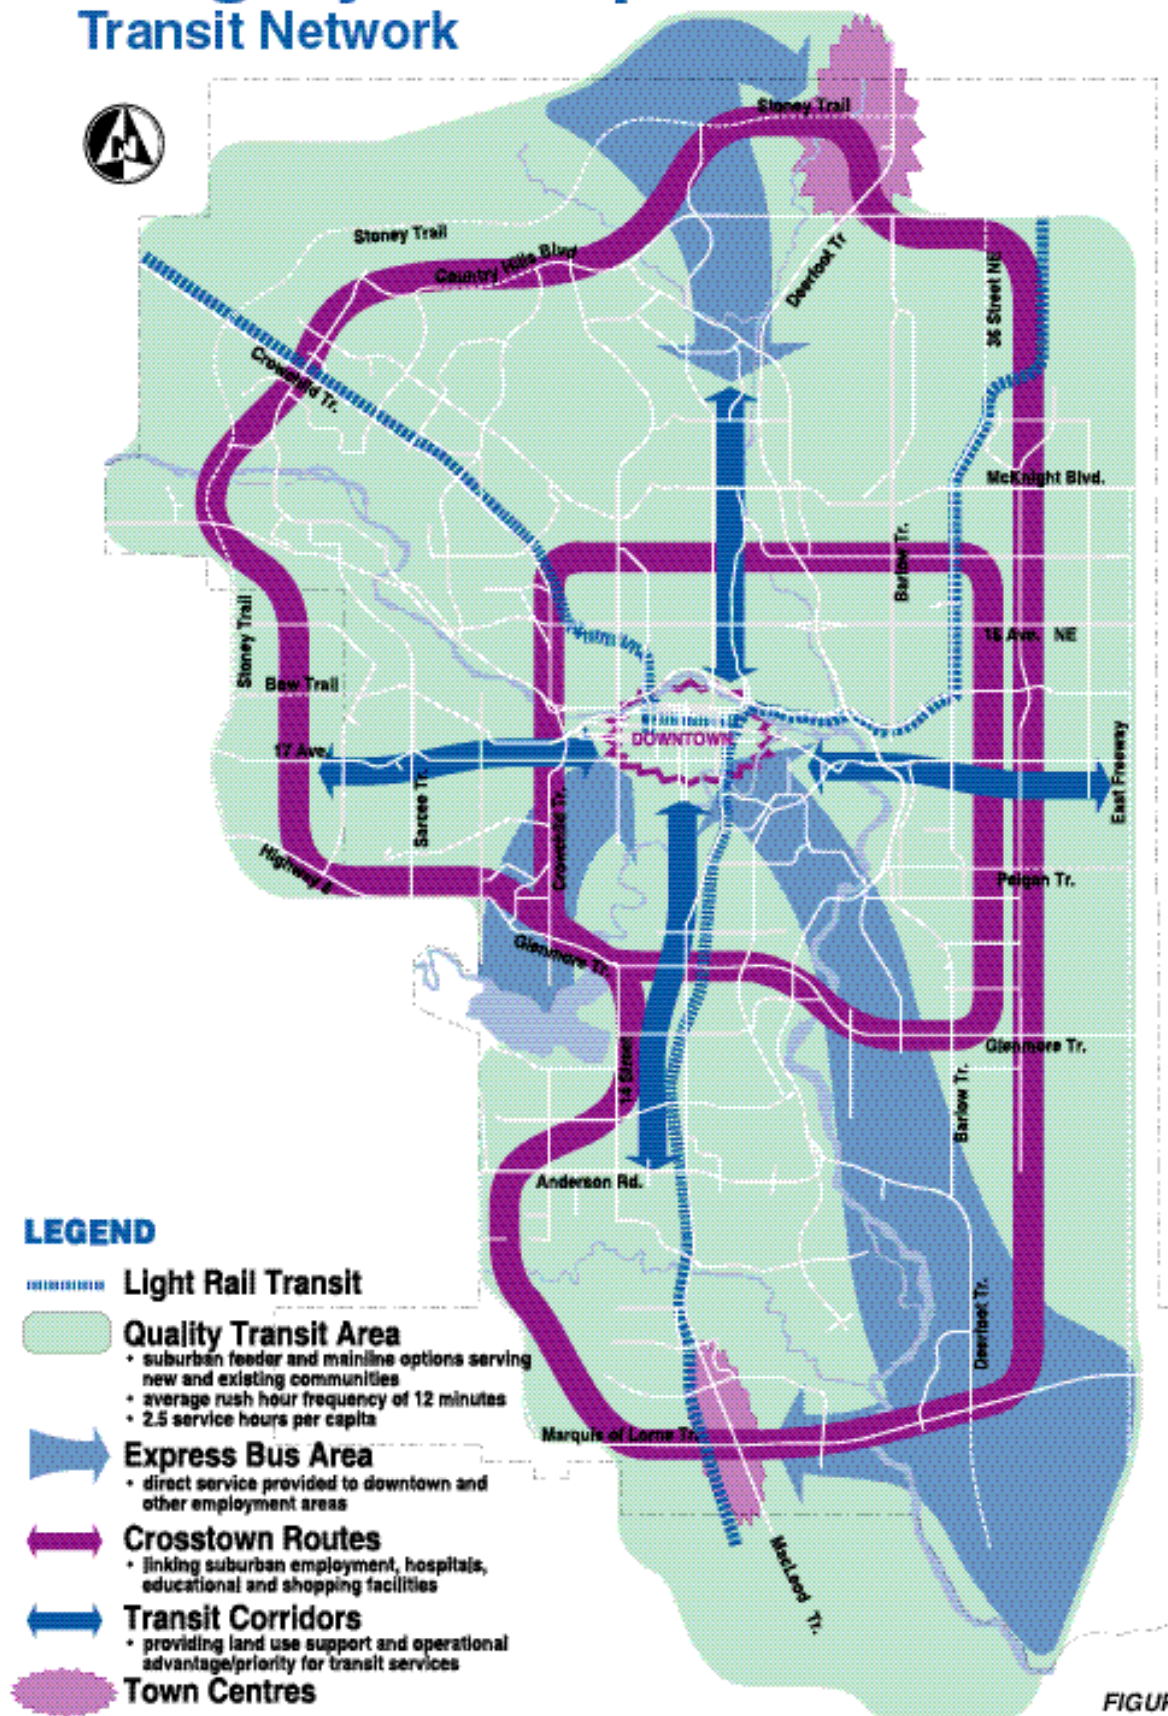 Transit Network
N
Stoney Trail
Stoney Trail
Country Hills Blvd
Deerfoot Tr
36 Street NE
Crowchild Tr.
McKnight Blvd.
Barlow Tr.
16 Ave. NE
Stoney Trail
Bow Trail
DOWNTOWN
17 Ave.
East Freeway
Sarcee Tr.
Crowchild Tr.
Highway 8
Peigan Tr.
Glenmore Tr.
Glenmore Tr.
14 Street
Barlow Tr.
Anderson Rd.
Deerfoot Tr.
Marquis of Lorne Tr.
MacLeod Tr.
LEGEND
Light Rail Transit
Quality Transit Area
• suburban feeder and mainline options serving
new and existing communities
• average rush hour frequency of 12 minutes
• 2.5 service hours per capita
Express Bus Area
• direct service provided to downtown and
other employment areas
Crosstown Routes
• linking suburban employment, hospitals,
educational and shopping facilities
Transit Corridors
• providing land use support and operational
advantage/priority for transit services
Town Centres
FIGUR